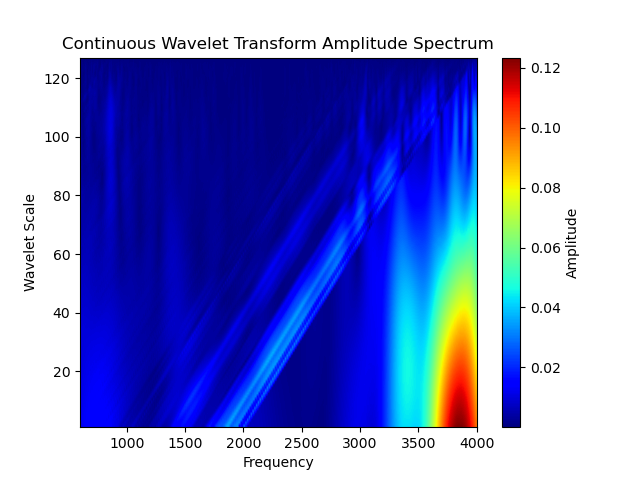 Continuous Wavelet Transform Amplitude Spectrum
120
100
80
60
40
20
Wavelet Scale
1000 1500 2000 2500 3000 3500 4000
Frequency
0.12
0.10
0.08
0.06
0.04
0.02
Amplitude